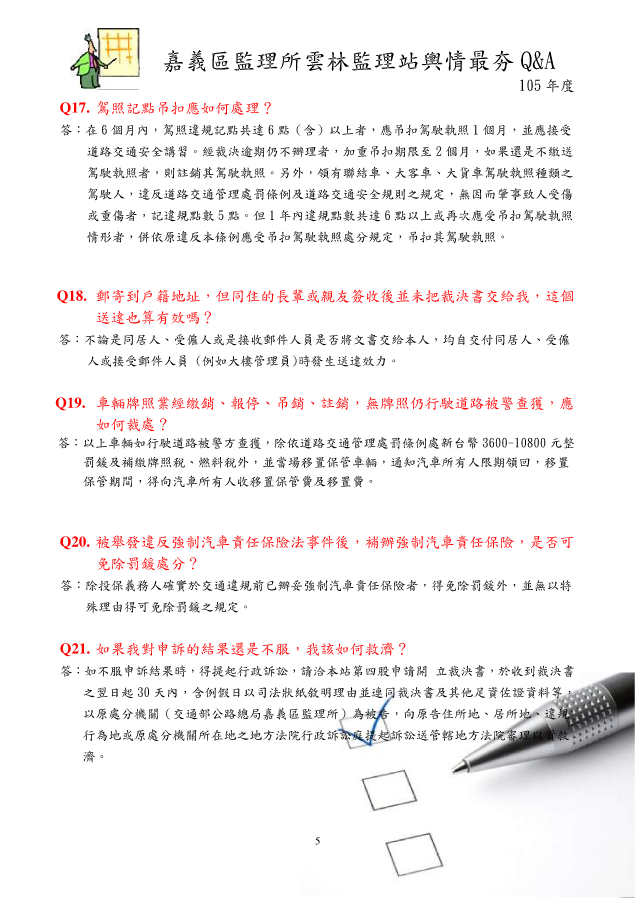 嘉義區監理所雲林監理站輿情最夯 Q&A
105 年度
Q17. 駕照記點吊扣應如何處理？
答：在 6 個月內，駕照違規記點共達 6 點（含）以上者，應吊扣駕駛執照 1 個月，並應接受
道路交通安全講習。經裁決逾期仍不辦理者，加重吊扣期限至 2 個月，如果還是不繳送
駕駛執照者，則註銷其駕駛執照。另外，領有聯結車、大客車、大貨車駕駛執照種類之
駕駛人，違反道路交通管理處罰條例及道路交通安全規則之規定，無因而肇事致人受傷
或重傷者，記違規點數 5 點。但 1 年內違規點數共達 6 點以上或再次應受吊扣駕駛執照
情形者，併依原違反本條例應受吊扣駕駛執照處分規定，吊扣其駕駛執照。
Q18. 郵寄到戶籍地址，但同住的長輩或親友簽收後並未把裁決書交給我，這個
送達也算有效嗎？
答：不論是同居人、受僱人或是接收郵件人員是否將文書交給本人，均自交付同居人、受僱
人或接受郵件人員 (例如大樓管理員)時發生送達效力。
Q19. 車輛牌照業經繳銷、報停、吊銷、註銷，無牌照仍行駛道路被警查獲，應
如何裁處？
答：以上車輛如行駛道路被警方查獲，除依道路交通管理處罰條例處新台幣 3600-10800 元整
罰鍰及補繳牌照稅、燃料稅外，並當場移置保管車輛，通知汽車所有人限期領回，移置
保管期間，得向汽車所有人收移置保管費及移置費。
Q20. 被舉發違反強制汽車責任保險法事件後，補辦強制汽車責任保險，是否可
免除罰鍰處分？
答：除投保義務人確實於交通違規前已辦妥強制汽車責任保險者，得免除罰鍰外，並無以特
殊理由得可免除罰鍰之規定。
Q21. 如果我對申訴的結果還是不服，我該如何救濟？
答：如不服申訴結果時，得提起行政訴訟，請洽本站第四股申請開 立裁決書，於收到裁決書
之翌日起 30 天內，含例假日以司法狀紙敘明理由並連同裁決書及其他足資佐證資料等，
以原處分機關（交通部公路總局嘉義區監理所）為被告，向原告住所地、居所地、違規
行為地或原處分機關所在地之地方法院行政訴訟庭提起訴訟送管轄地方法院審理以資救
濟。
5